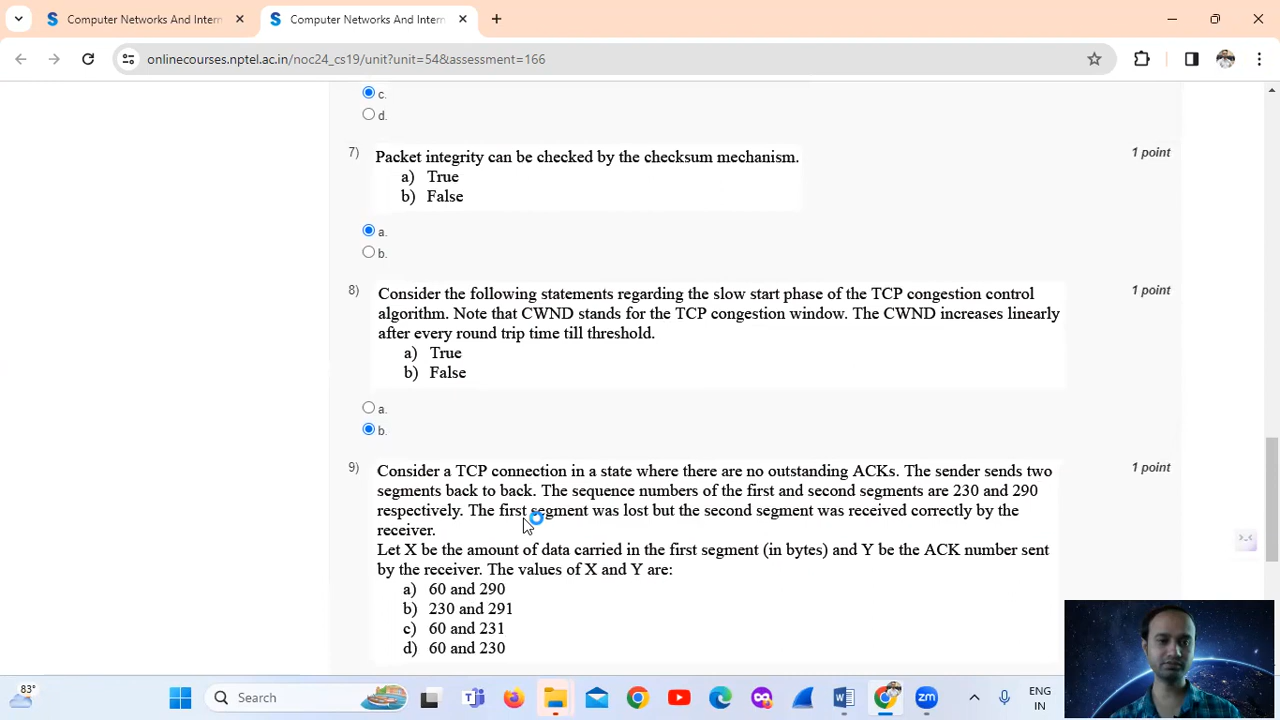 Computer Networks And Intern
Computer Networks And Intern
onlinecourses.nptel.ac.in/noc24_cs19/unit?unit=54&assessment=166
c.
d.
7) Packet integrity can be checked by the checksum mechanism. 1 point
a) True
b) False
a.
b.
8) Consider the following statements regarding the slow start phase of the TCP congestion control 1 point
algorithm. Note that CWND stands for the TCP congestion window. The CWND increases linearly
after every round trip time till threshold.
a) True
b) False
a.
b.
9) Consider a TCP connection in a state where there are no outstanding ACKs. The sender sends two 1 point
segments back to back. The sequence numbers of the first and second segments are 230 and 290
respectively. The first segment was lost but the second segment was received correctly by the
receiver.
Let X be the amount of data carried in the first segment (in bytes) and Y be the ACK number sent
by the receiver. The values of X and Y are:
a) 60 and 290
b) 230 and 291
c) 60 and 231
d) 60 and 230
83°
Search
ENG
IN